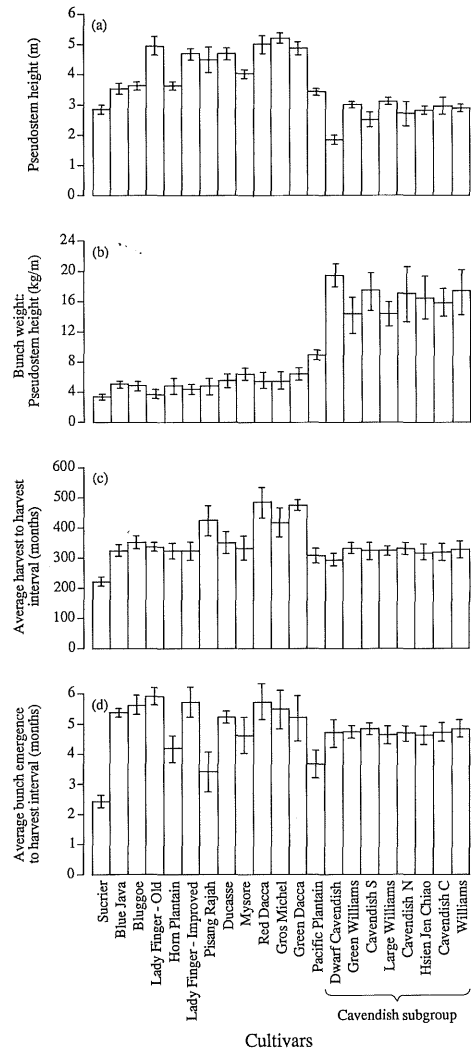 (a)
Pseudostem height (m)
6
5
4
3
2
1
0
(b)
Bunch weight:
Pseudostem height (kg/m)
24
20
16
12
8
4
0
(c)
Average harvest to harvest
interval (months)
600
500
400
300
200
100
0
(d)
Average bunch emergence
to harvest interval (months)
6
5
4
3
2
1
0
Sucrier
Blue Java
Bluggoe
Lady Finger - Old
Horn Plantain
Lady Finger - Improved
Pisang Rajah
Ducasse
Mysore
Red Dacca
Gros Michel
Green Dacca
Pacific Plantain
Dwarf Cavendish
Green Williams
Cavendish S
Large Williams
Cavendish N
Hsien Jen Chiao
Cavendish C
Williams
Cavendish subgroup
Cultivars